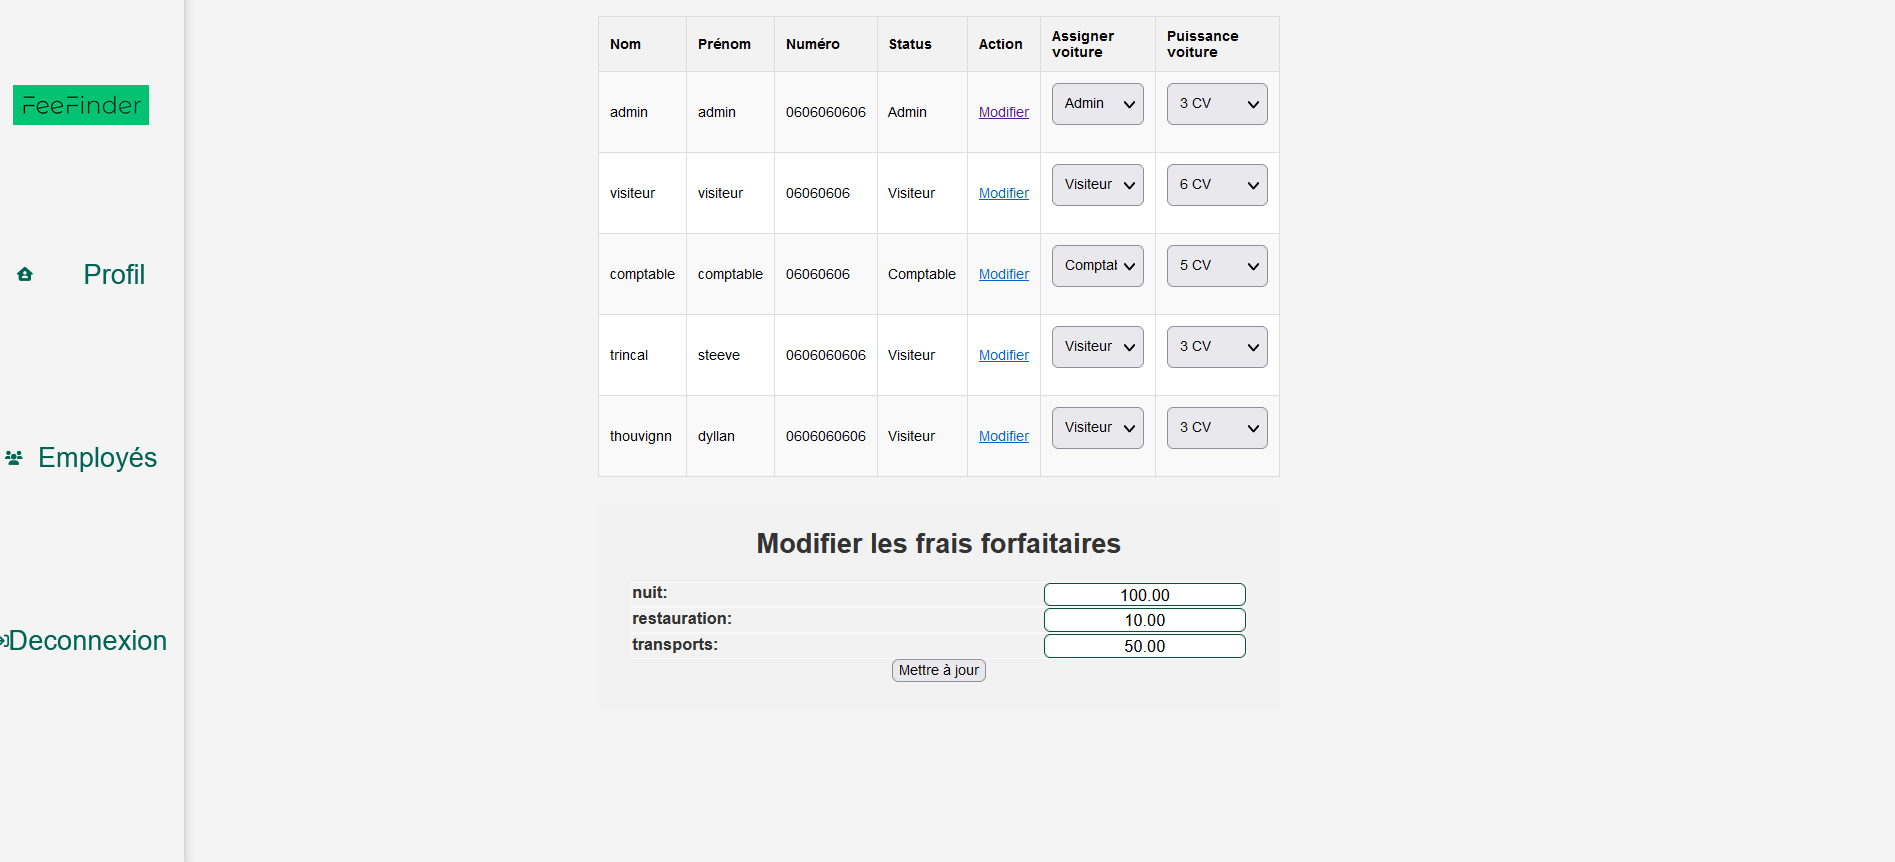 FeeFinder
Profil
Employés
Deconnexion
Nom Prénom Numéro Status Action Assigner voiture Puissance voiture
admin admin 0606060606 Admin Modifier Admin 3 CV
visiteur visiteur 06060606 Visiteur Modifier Visiteur 6 CV
comptable comptable 06060606 Comptable Modifier Comptal 5 CV
trincal steeve 0606060606 Visiteur Modifier Visiteur 3 CV
thouvignn dyllan 0606060606 Visiteur Modifier Visiteur 3 CV
Modifier les frais forfaitaires
nuit: 100.00
restauration: 10.00
transports: 50.00
Mettre à jour